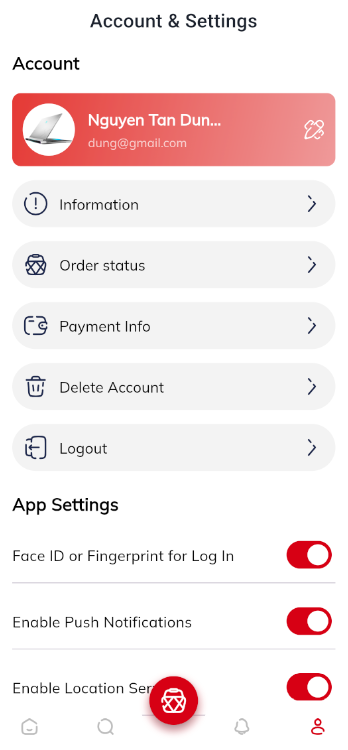 Account & Settings
Account
Nguyen Tan Dun...
dung@gmail.com
Information
Order status
Payment Info
Delete Account
Logout
App Settings
Face ID or Fingerprint for Log In
Enable Push Notifications
Enable Location Ser